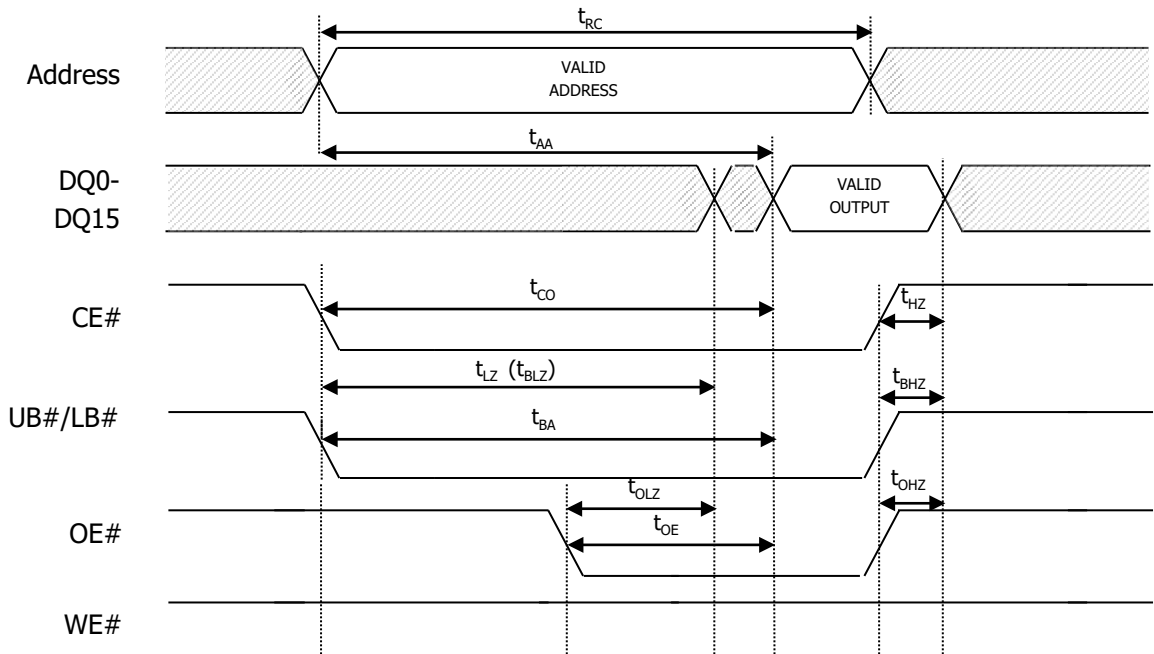 tRC
Address
VALID
ADDRESS
tAA
DQ0-
DQ15
VALID
OUTPUT
tCO
tHZ
CE#
tLZ (tBLZ)
tBHZ
UB#/LB#
tBA
tOLZ
tOHZ
OE#
tOE
WE#